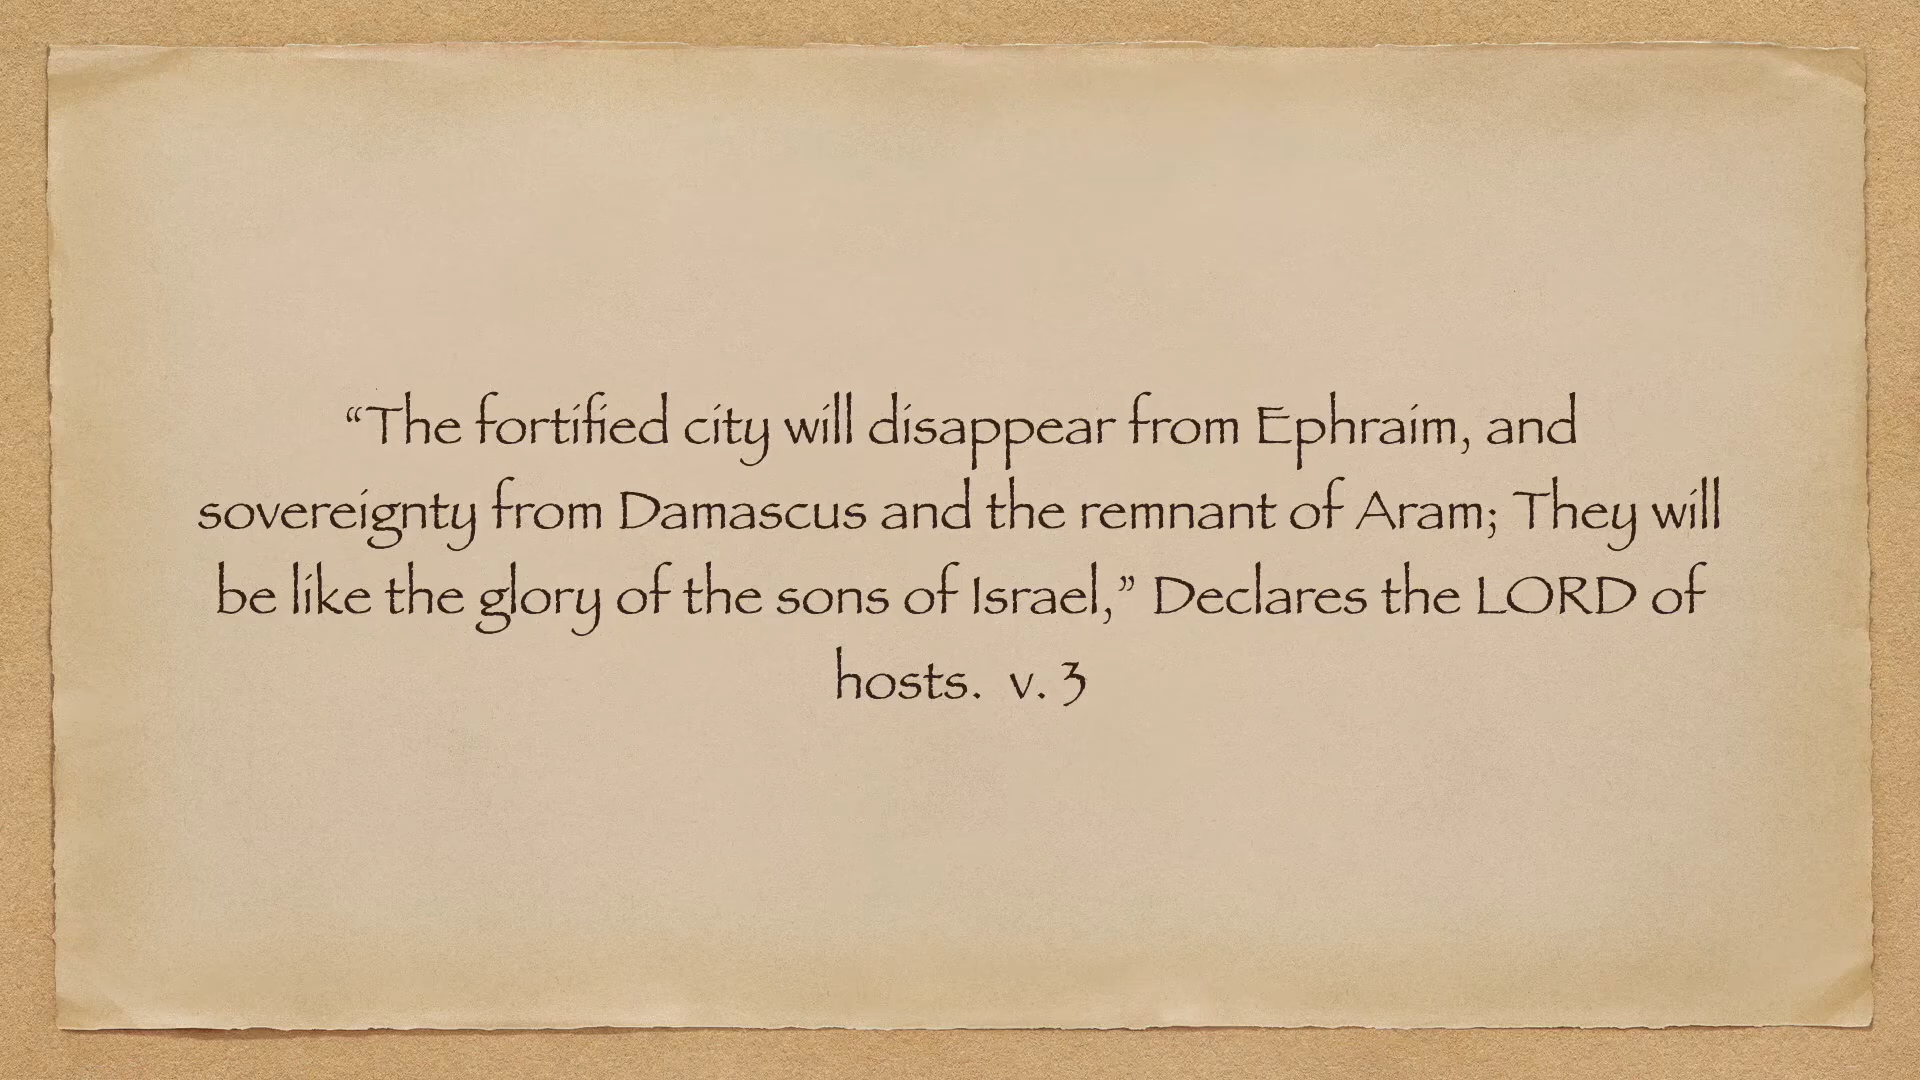 “The fortified city will disappear from Ephraim, and
sovereignty from Damascus and the remnant of Aram; They will
be like the glory of the sons of Israel,” Declares the LORD of
hosts.  v. 3